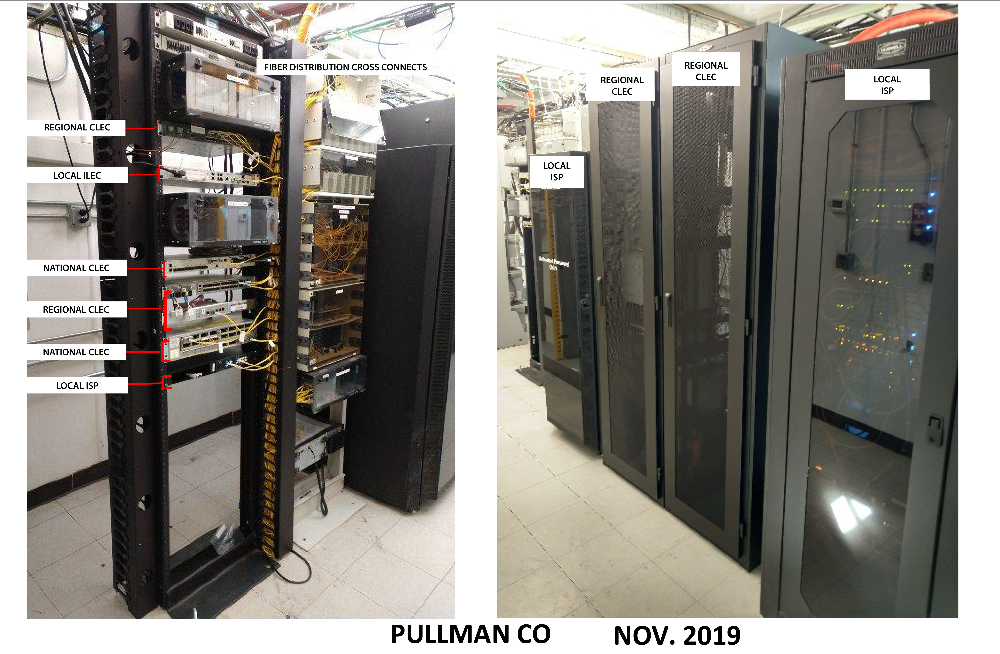 FIBER DISTRIBUTION CROSS CONNECTS
REGIONAL CLEC
LOCAL ILEC
NATIONAL CLEC
REGIONAL CLEC
NATIONAL CLEC
LOCAL ISP
REGIONAL
CLEC
REGIONAL
CLEC
LOCAL
ISP
LOCAL
ISP
HUBBELL
Authorized Personnel
ONLY
PULLMAN CO
NOV. 2019